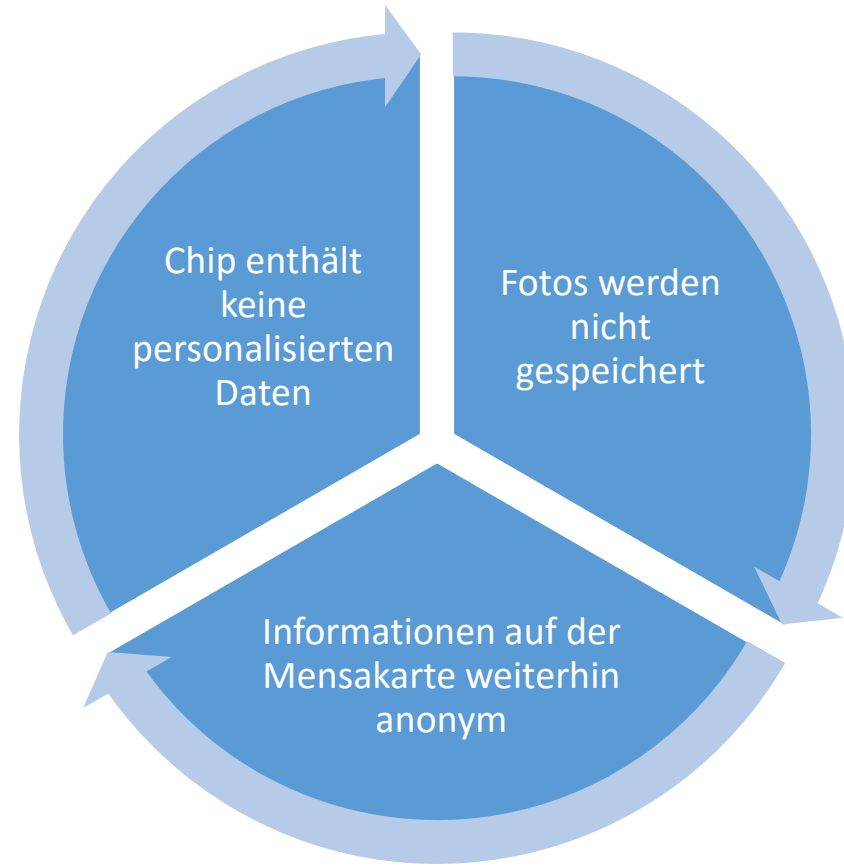 Chip enthält
keine
personalisierten
Daten
Fotos werden
nicht
gespeichert
Informationen auf der
Mensakarte weiterhin
anonym